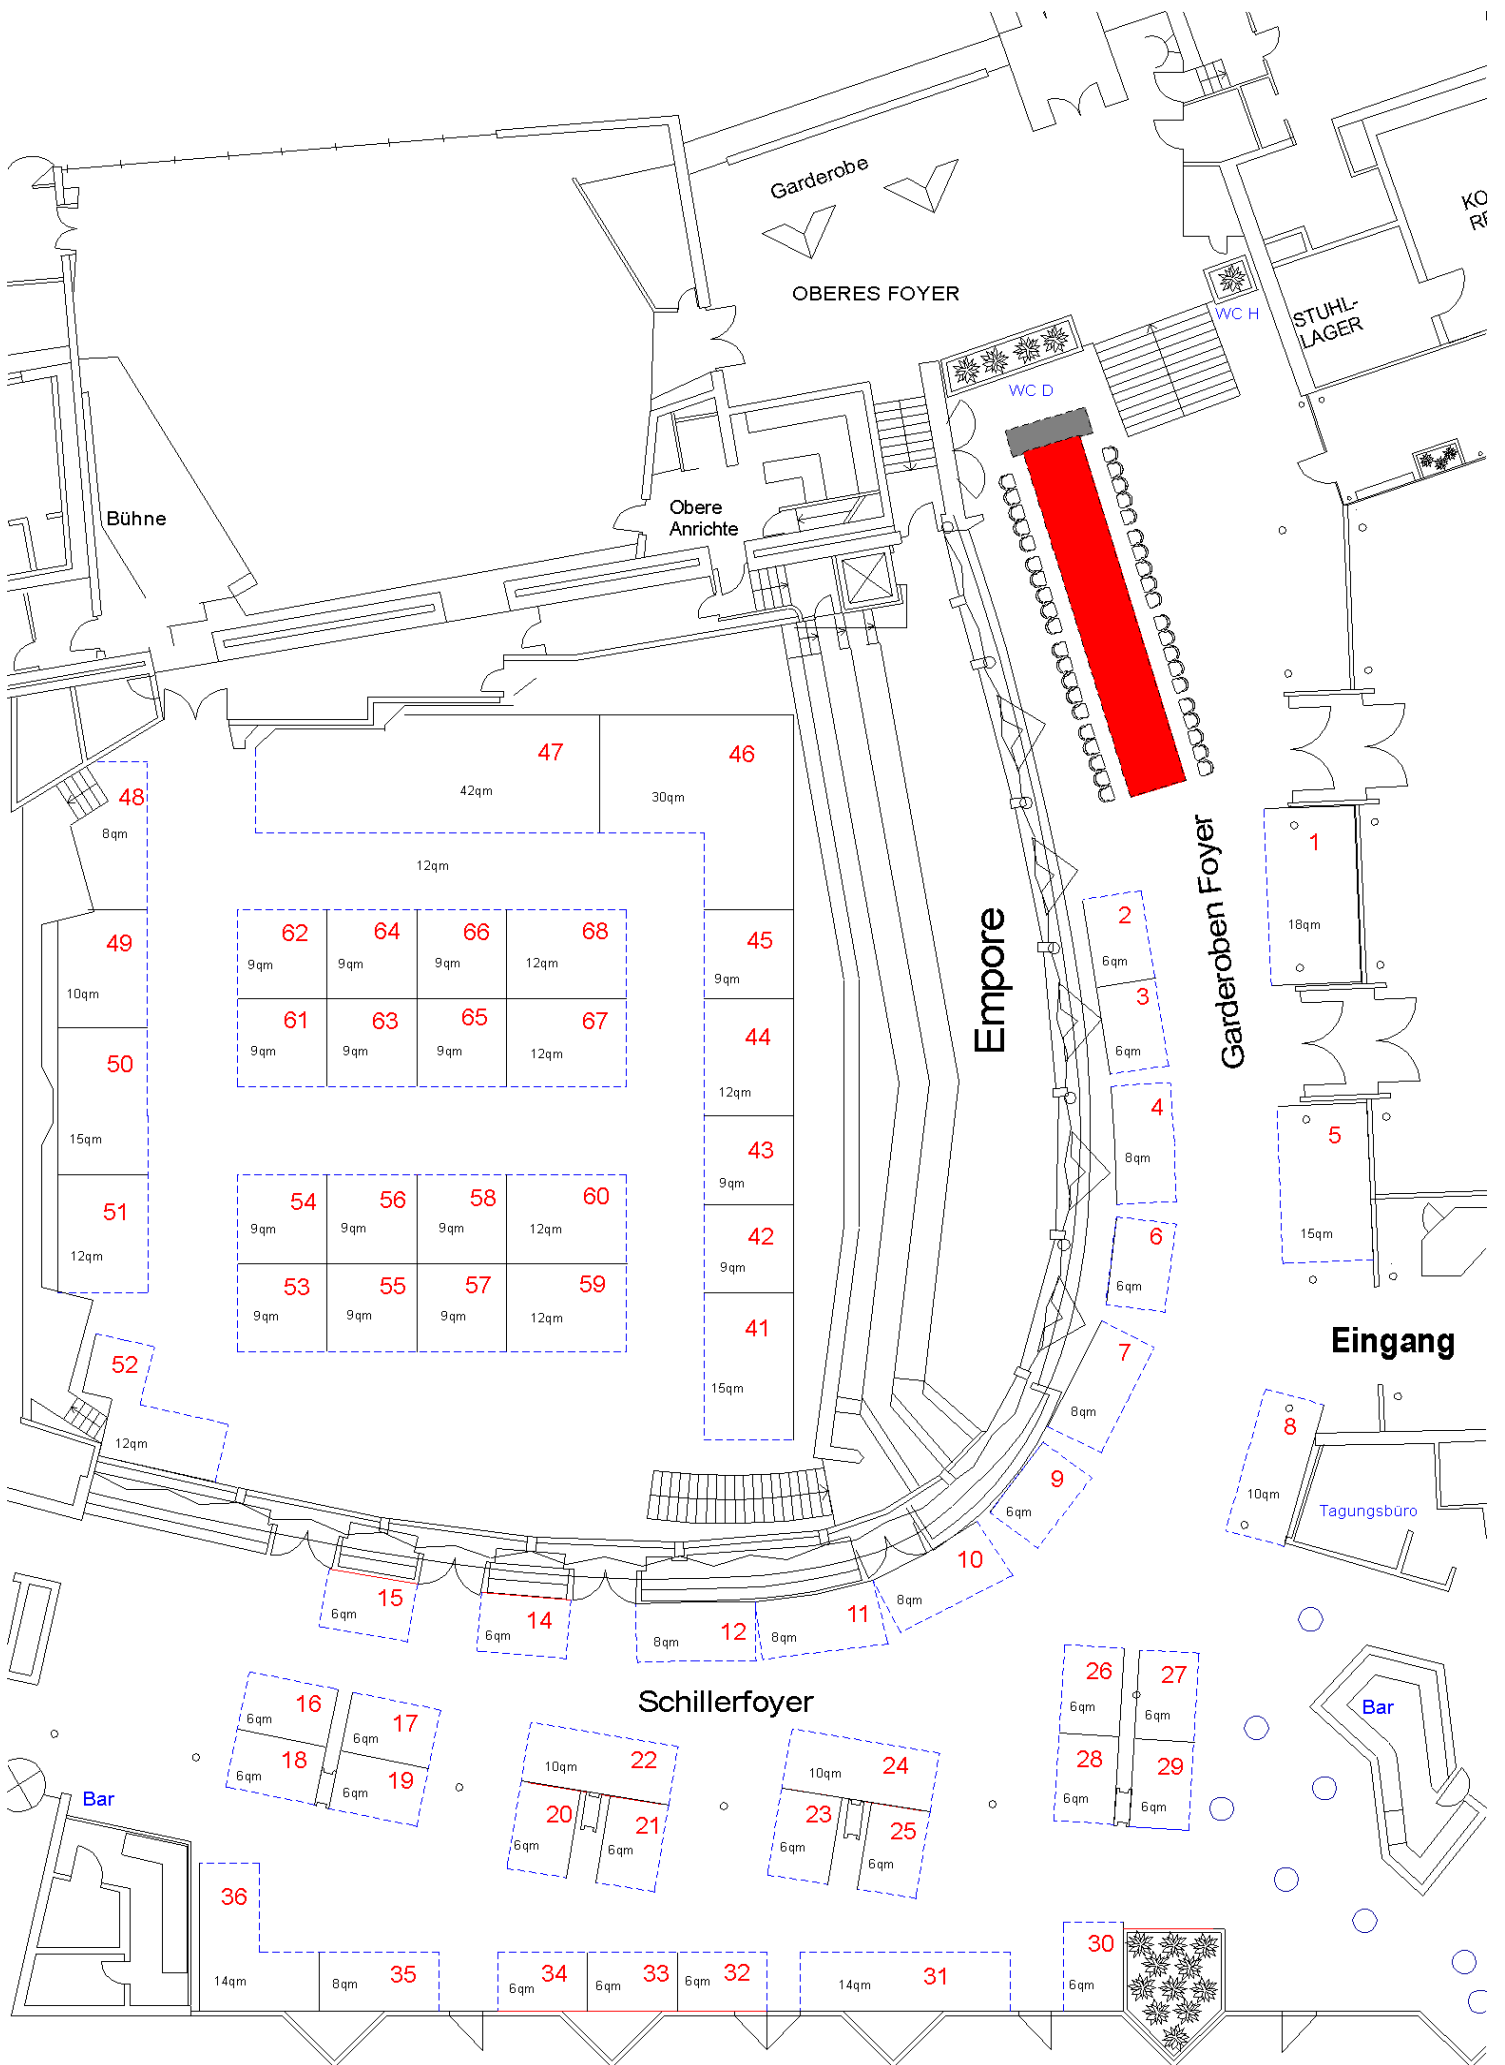 Garderobe
OBERES FOYER
WC H
STUHL-
LAGER
WC D
Bühne
Obere
Anrichte
47
42qm
46
30qm
48
8qm
12qm
Garderoben Foyer
Empore
1
18qm
2
6qm
3
6qm
4
8qm
5
15qm
6
6qm
7
8qm
Eingang
8
10qm
Tagungsbüro
9
6qm
10
8qm
11
8qm
12
8qm
14
6qm
15
6qm
49
10qm
50
15qm
51
12qm
52
12qm
62
9qm
64
9qm
66
9qm
68
12qm
61
9qm
63
9qm
65
9qm
67
12qm
54
9qm
56
9qm
58
9qm
60
12qm
53
9qm
55
9qm
57
9qm
59
12qm
45
9qm
44
12qm
43
9qm
42
9qm
41
15qm
Schillerfoyer
16
6qm
17
6qm
18
6qm
19
6qm
22
10qm
20
6qm
21
6qm
24
10qm
23
6qm
25
6qm
26
6qm
27
6qm
28
6qm
29
6qm
Bar
Bar
36
14qm
35
8qm
34
6qm
33
6qm
32
6qm
31
14qm
30
6qm